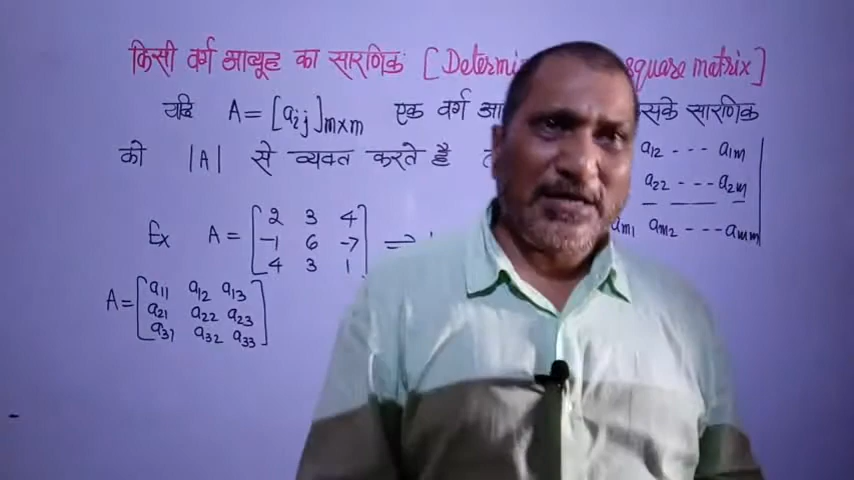 किसी वर्ग आव्यूह का सारणिक [ square matrix ]
यदि A = [aij]m×m एक वर्ग सारणिक
को |A| से व्यक्त करते है
a12 --- a1m
a22 --- a2m
am1 am2 --- amm
Ex A = [ 2 3 4
-1 6 -7
4 3 1 ] ⇒
A = [ a11 a12 a13
a21 a22 a23
a31 a32 a33 ]